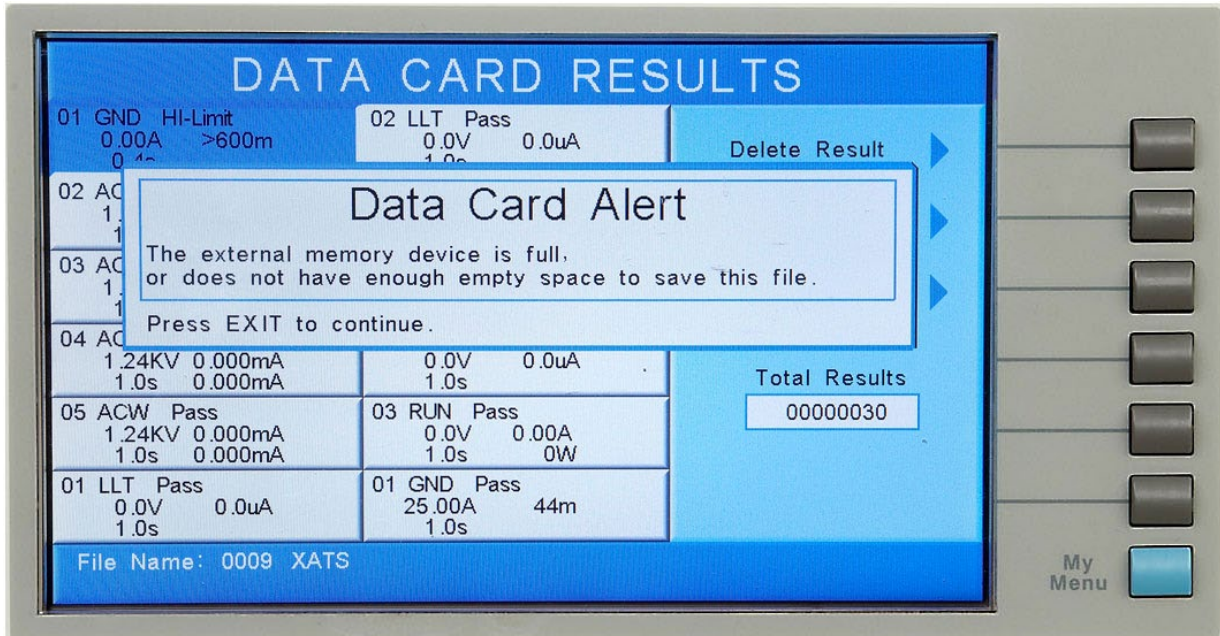 DATA CARD RESULTS
01 GND HI-Limit
0.00A >600m
02 LLT Pass
0.0V 0.0uA
1.0s
Delete Result
02 AC
03 AC
04 AC
1.24KV 0.000mA
1.0s 0.000mA
05 ACW Pass
1.24KV 0.000mA
1.0s 0.000mA
01 LLT Pass
0.0V 0.0uA
1.0s
Data Card Alert
The external memory device is full,
or does not have enough empty space to save this file.
Press EXIT to continue.
0.0V 0.0uA
1.0s
03 RUN Pass
0.0V 0.00A
1.0s 0W
01 GND Pass
25.00A 44m
1.0s
Total Results
00000030
File Name: 0009 XATS
My
Menu